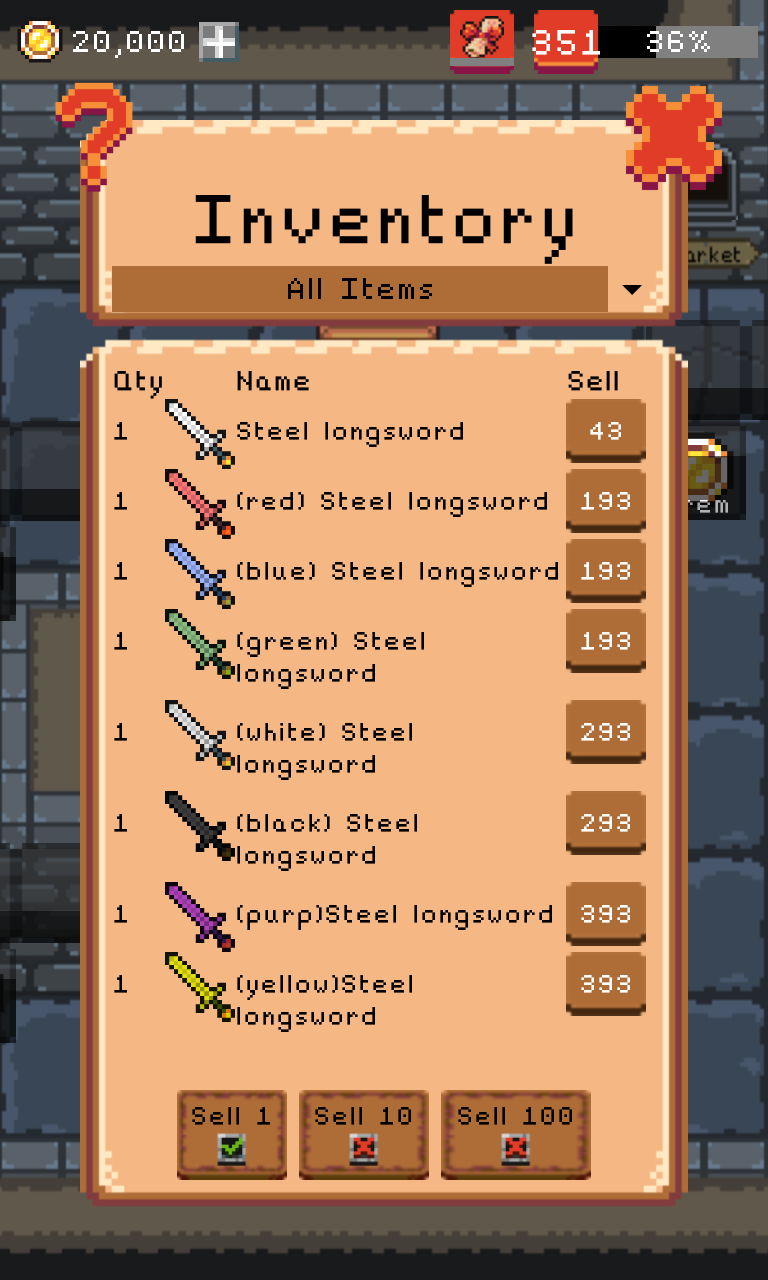 20,000 351 36%
Inventory
All Items
arket
Qty Name Sell
1 Steel longsword 43
1 (red) Steel longsword 193
rem
1 (blue) Steel longsword 193
1 (green) Steel 193
longsword
1 (white) Steel 293
longsword
1 (black) Steel 293
longsword
1 (purp)Steel longsword 393
1 (yellow)Steel 393
longsword
Sell 1 Sell 10 Sell 100